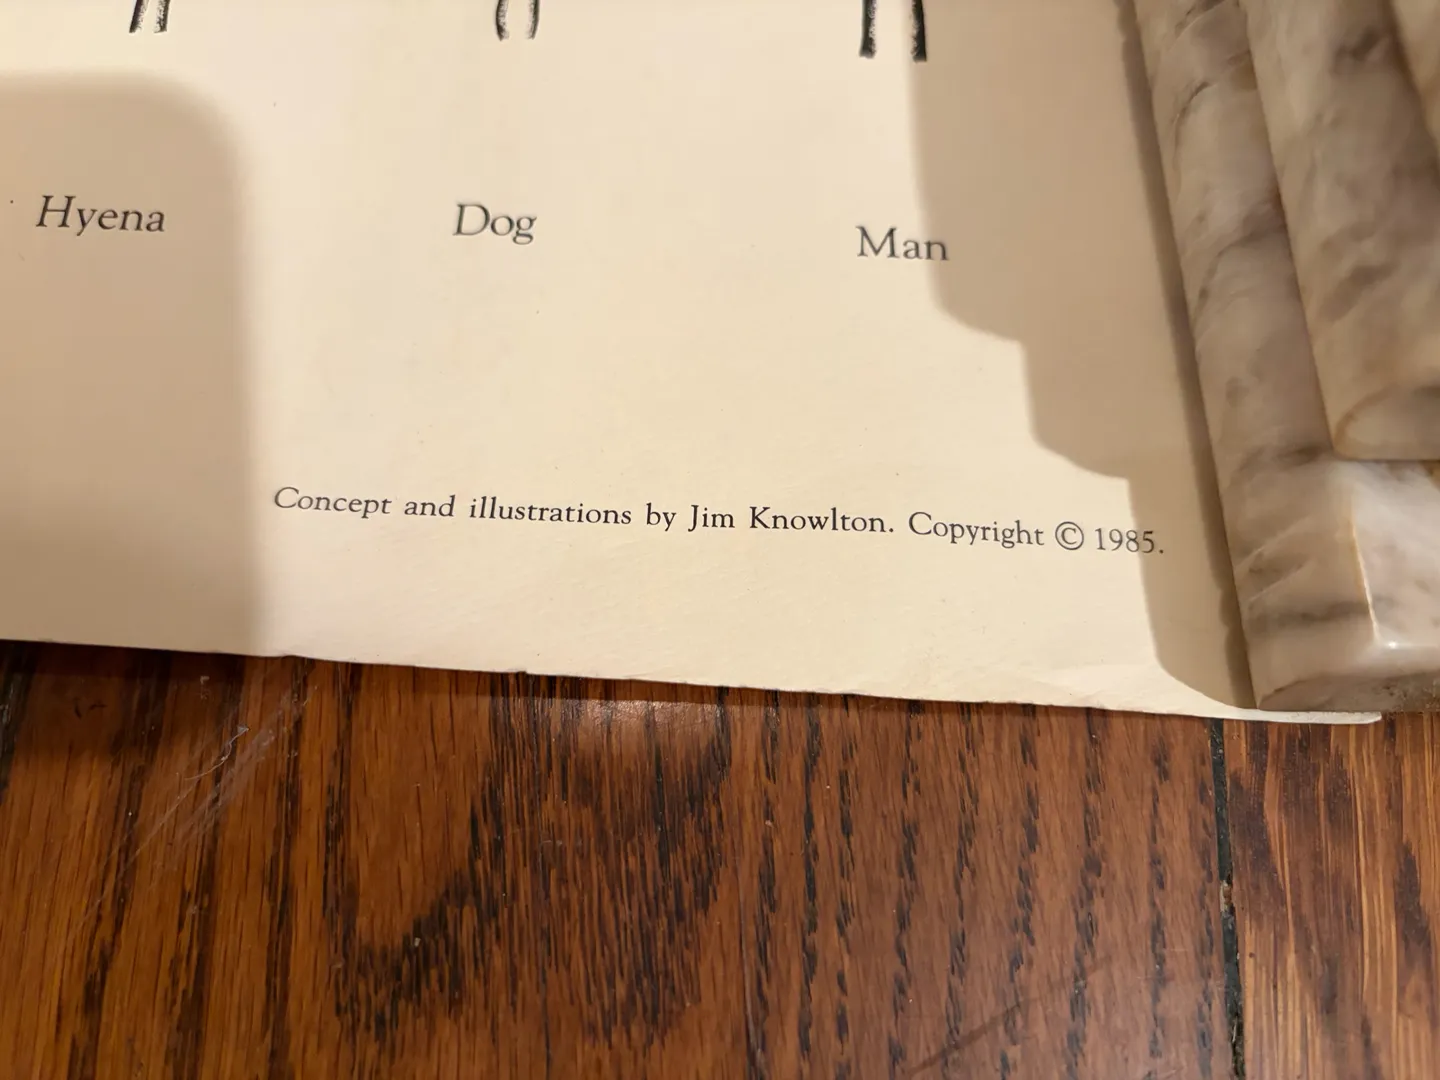 Hyena Dog Man
Concept and illustrations by Jim Knowlton. Copyright © 1985.